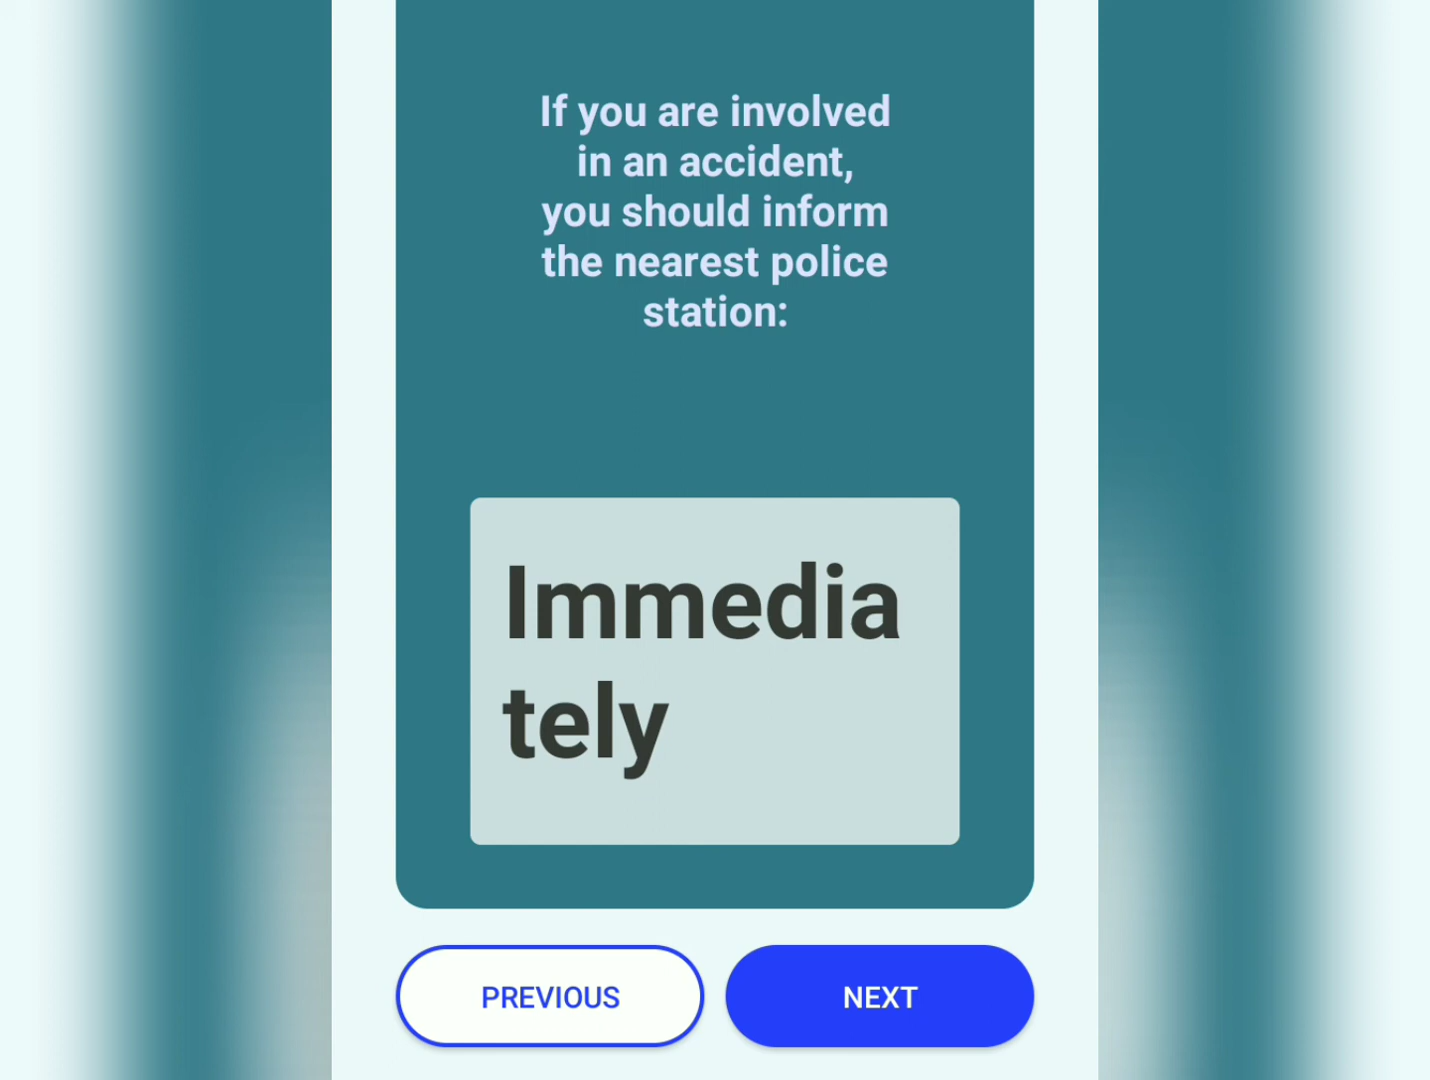 If you are involved
in an accident,
you should inform
the nearest police
station:
Immedia
tely
PREVIOUS
NEXT